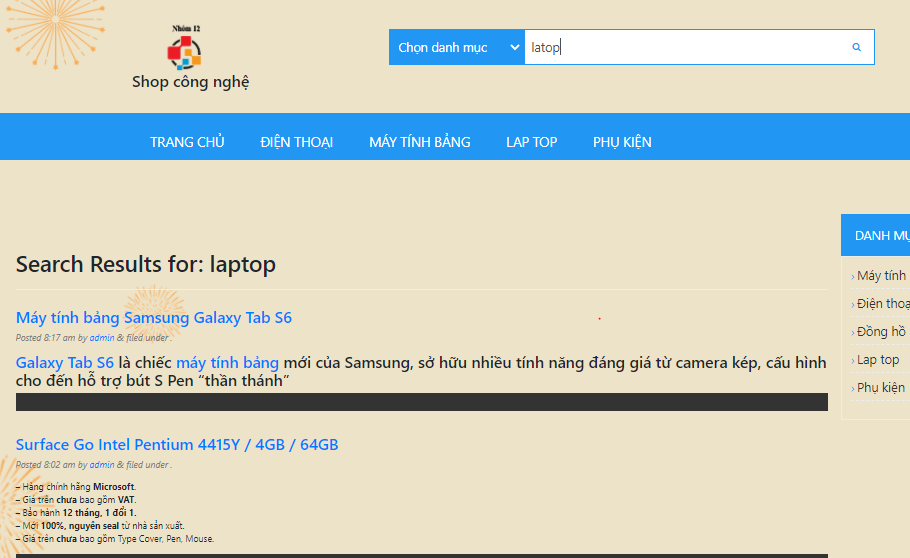 Nhóm 12
Shop công nghệ
Chọn danh mục
latop
TRANG CHỦ ĐIỆN THOẠI MÁY TÍNH BẢNG LAP TOP PHỤ KIỆN
Search Results for: laptop
Máy tính bảng Samsung Galaxy Tab S6
Posted 8:17 am by admin & filed under .
Galaxy Tab S6 là chiếc máy tính bảng mới của Samsung, sở hữu nhiều tính năng đáng giá từ camera kép, cấu hình
cho đến hỗ trợ bút S Pen “thần thánh”
Surface Go Intel Pentium 4415Y / 4GB / 64GB
Posted 8:02 am by admin & filed under .
– Hàng chính hãng Microsoft.
– Giá trên chưa bao gồm VAT.
– Bảo hành 12 tháng, 1 đổi 1.
– Mới 100%, nguyên seal từ nhà sản xuất.
– Giá trên chưa bao gồm Type Cover, Pen, Mouse.
DANH MỤ
› Máy tính
› Điện thoạ
› Đồng hồ
› Lap top
› Phụ kiện